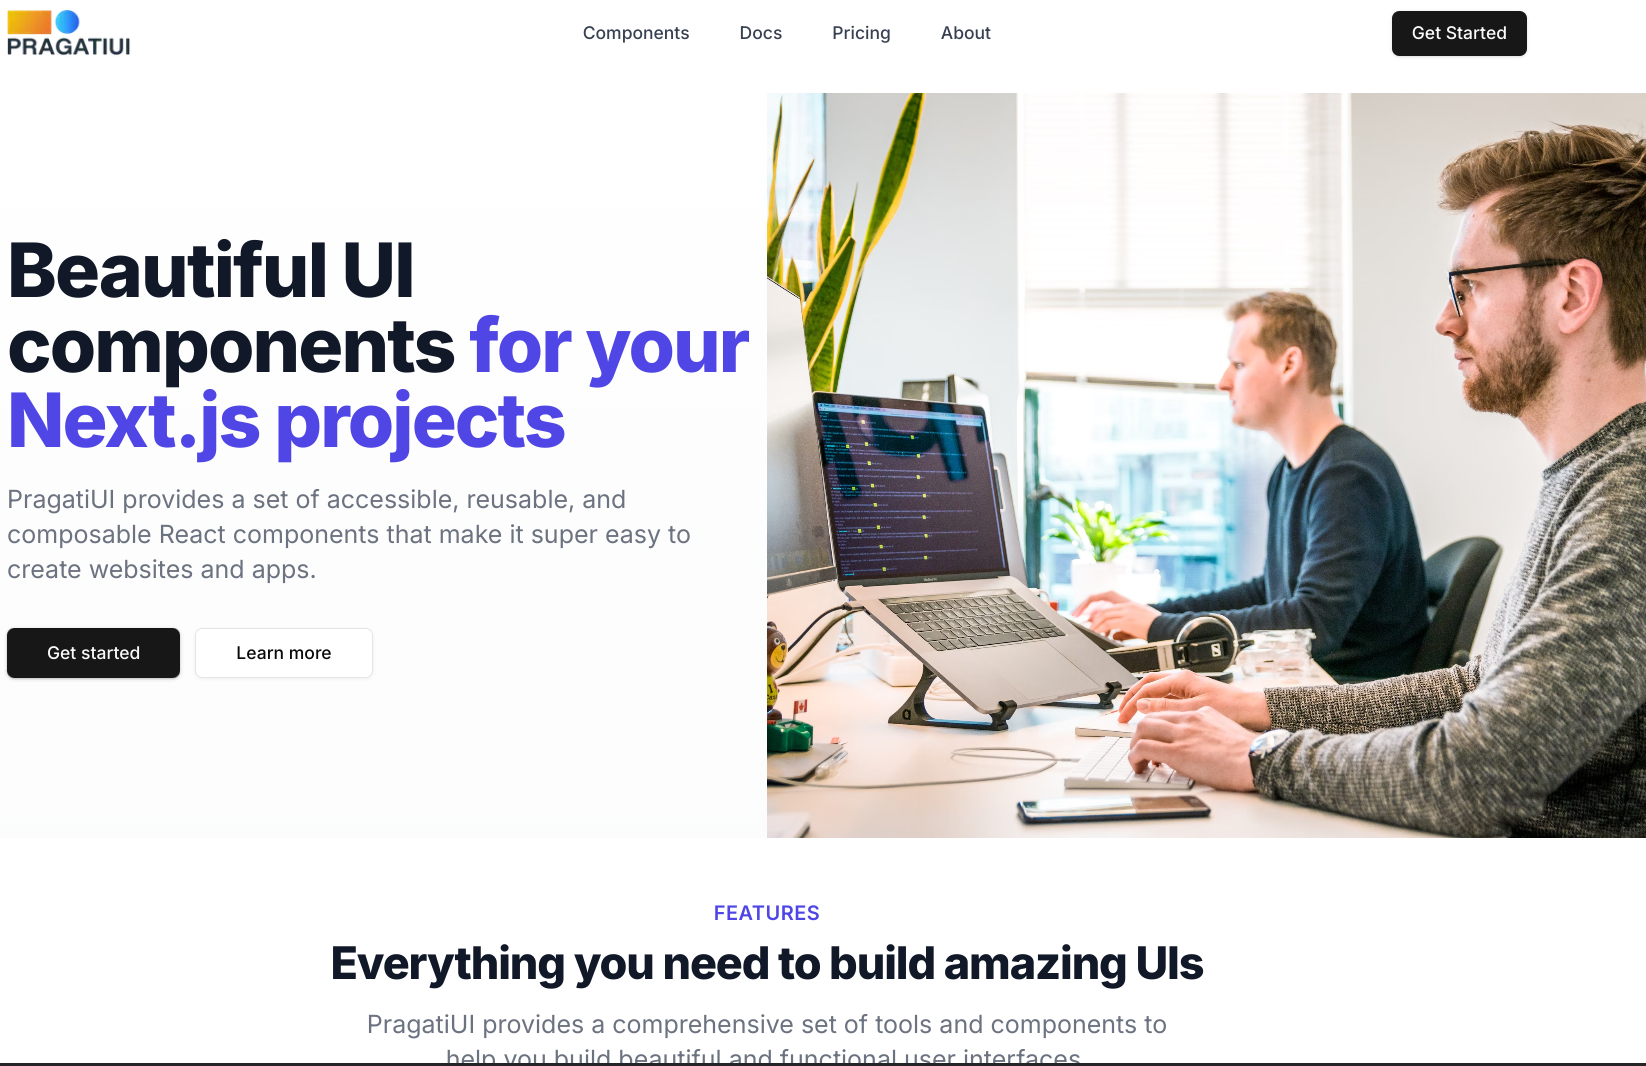 PRAGATIUI
Components
Docs
Pricing
About
Get Started
Beautiful UI
components for your
Next.js projects
PragatiUI provides a set of accessible, reusable, and
composable React components that make it super easy to
create websites and apps.
Get started
Learn more
FEATURES
Everything you need to build amazing UIs
PragatiUI provides a comprehensive set of tools and components to
help you build beautiful and functional user interfaces.